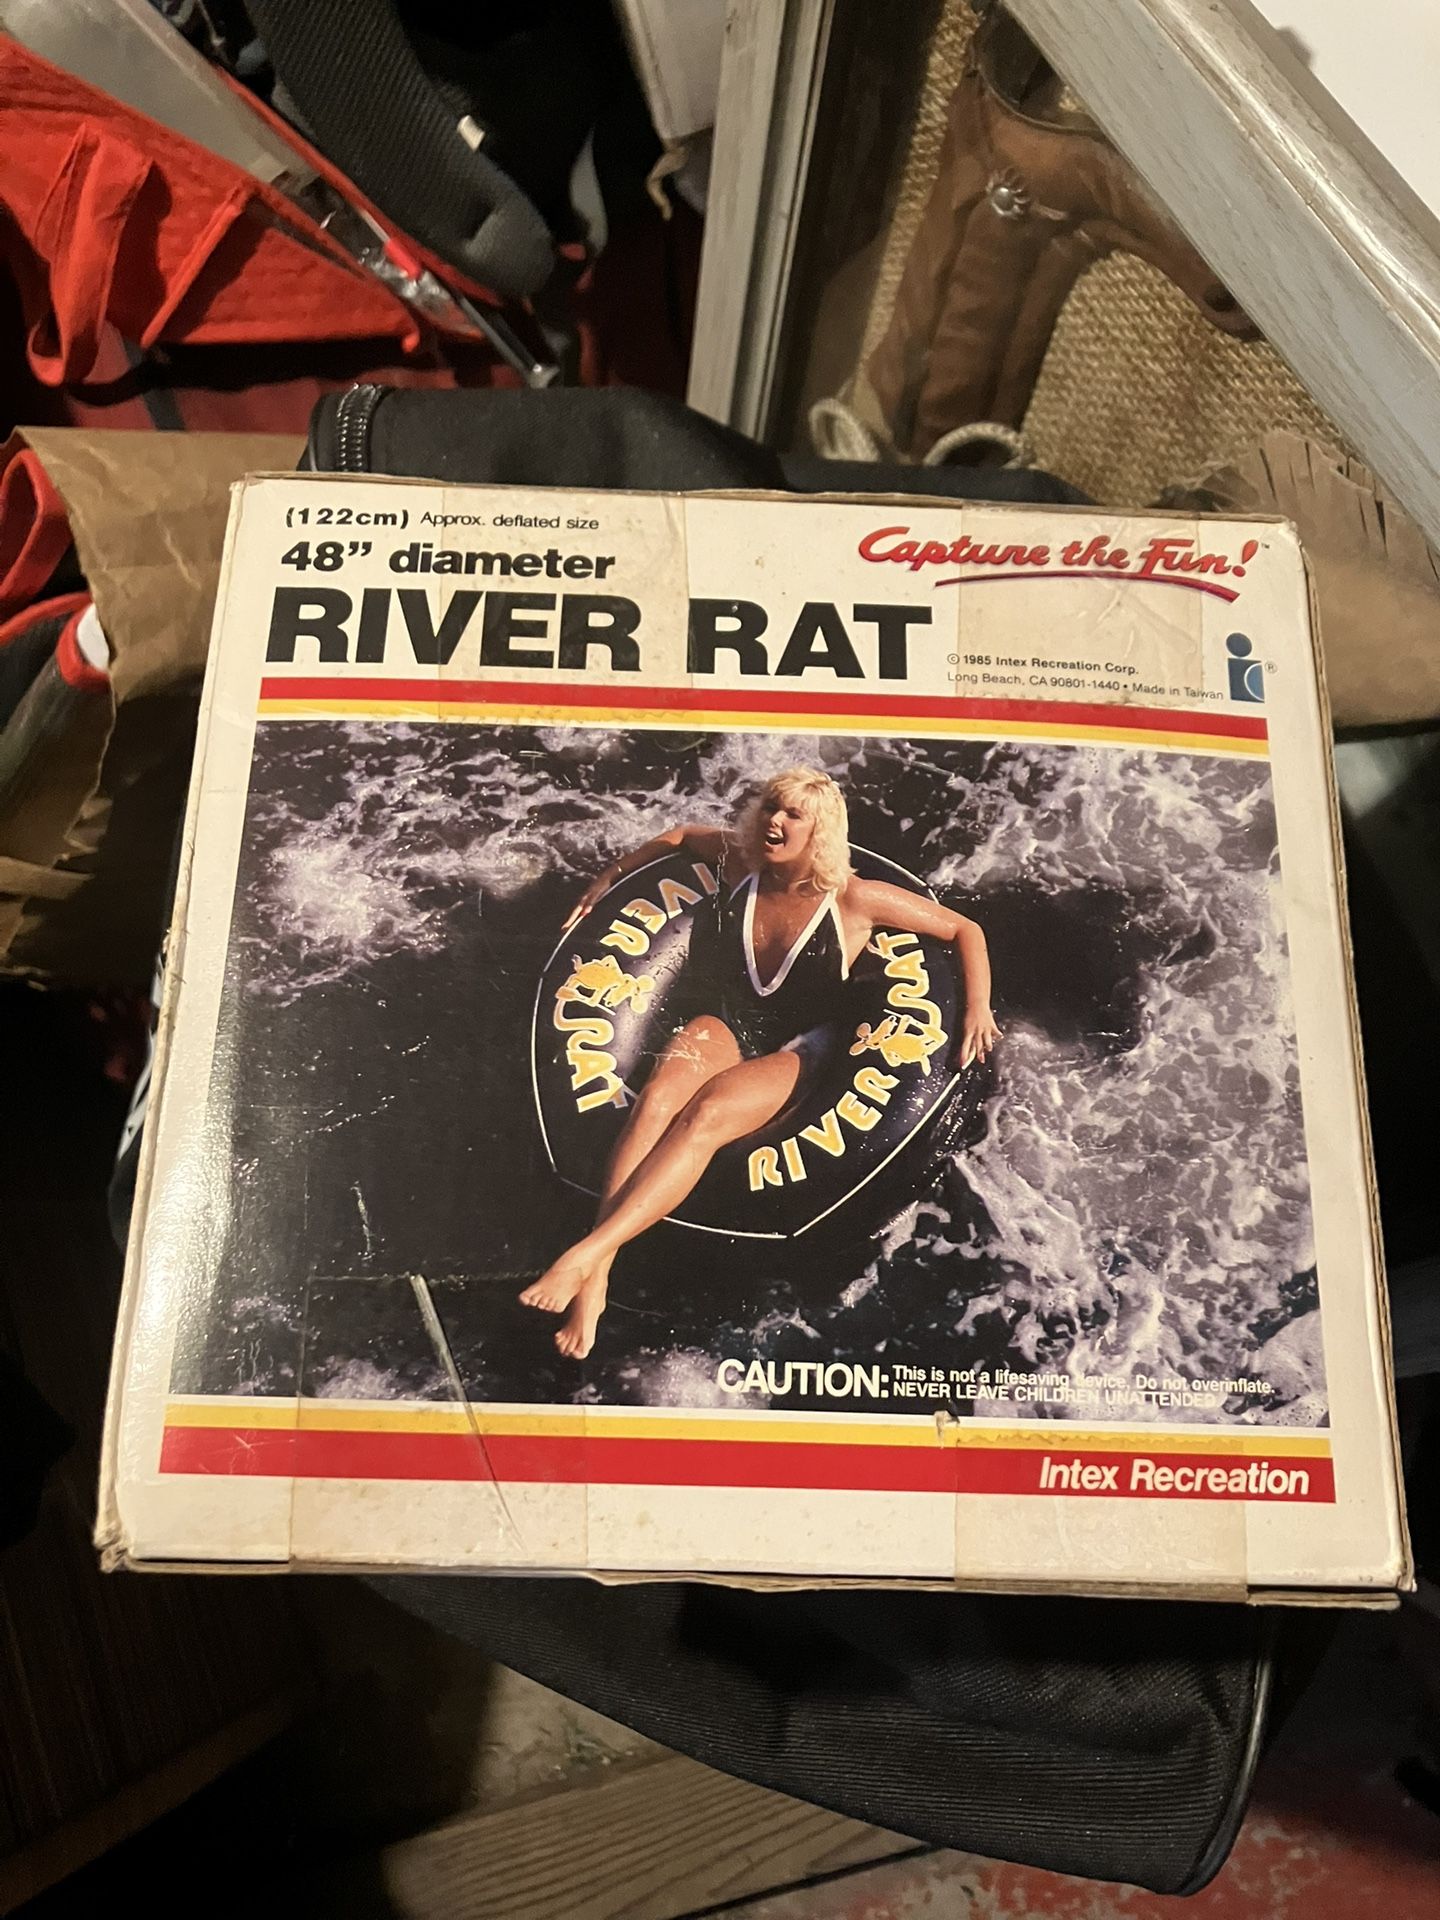 (122cm) Approx. deflated size
48” diameter
RIVER RAT
Capture the Fun!™
© 1985 Intex Recreation Corp.
Long Beach, CA 90801-1440 • Made in Taiwan
®
RIVER RAT
RIVER RAT
CAUTION: This is not a lifesaving device. Do not overinflate.
NEVER LEAVE CHILDREN UNATTENDED.
Intex Recreation